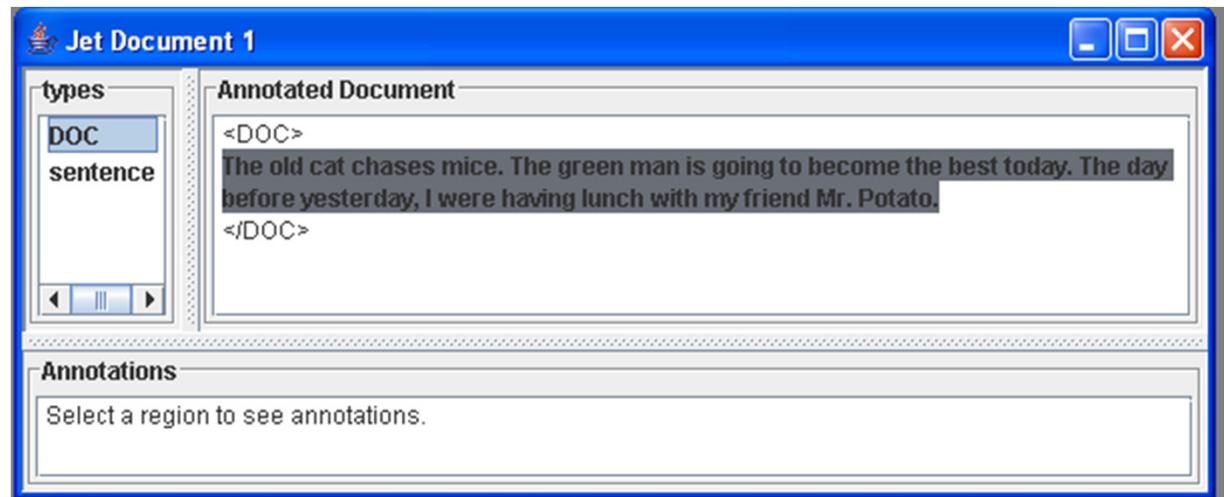 Jet Document 1
types
DOC
sentence
Annotated Document
<DOC>
The old cat chases mice. The green man is going to become the best today. The day
before yesterday, I were having lunch with my friend Mr. Potato.
</DOC>
Annotations
Select a region to see annotations.